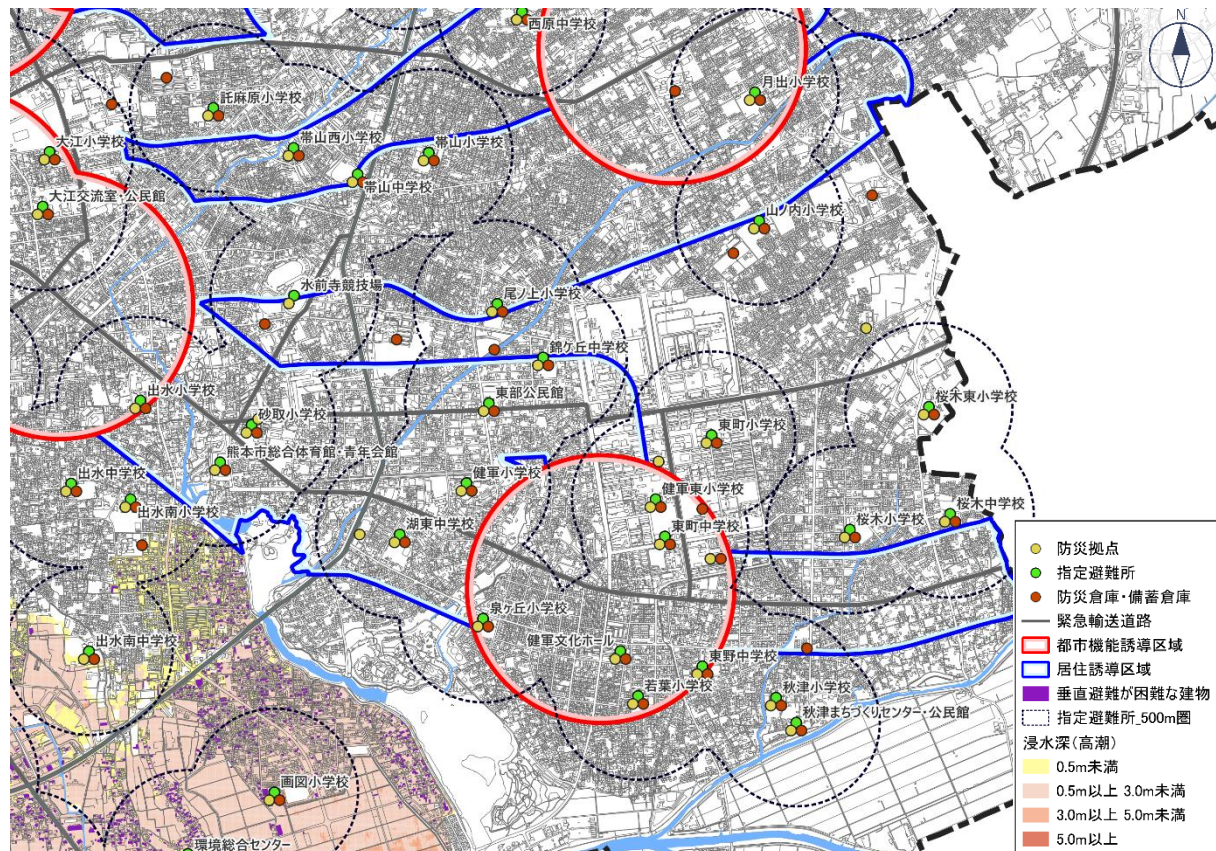 西原中学校
N
月出小学校
託麻原小学校
大江小学校
帯山西小学校
帯山小学校
帯山中学校
大江交流室・公民館
山ノ内小学校
水前寺競技場
尾ノ上小学校
錦ケ丘中学校
出水小学校
砂取小学校
東部公民館
桜木東小学校
東町小学校
熊本市総合体育館・青年会館
出水中学校
健軍小学校
健軍東小学校
出水南小学校
湖東中学校
東町中学校
桜木小学校
桜木中学校
泉ヶ丘小学校
健軍文化ホール
出水南中学校
東野中学校
若葉小学校
秋津小学校
秋津まちづくりセンター・公民館
画図小学校
環境総合センター
防災拠点
指定避難所
防災倉庫・備蓄倉庫
緊急輸送道路
都市機能誘導区域
居住誘導区域
垂直避難が困難な建物
指定避難所_500m圏
浸水深(高潮)
0.5m未満
0.5m以上 3.0m未満
3.0m以上 5.0m未満
5.0m以上